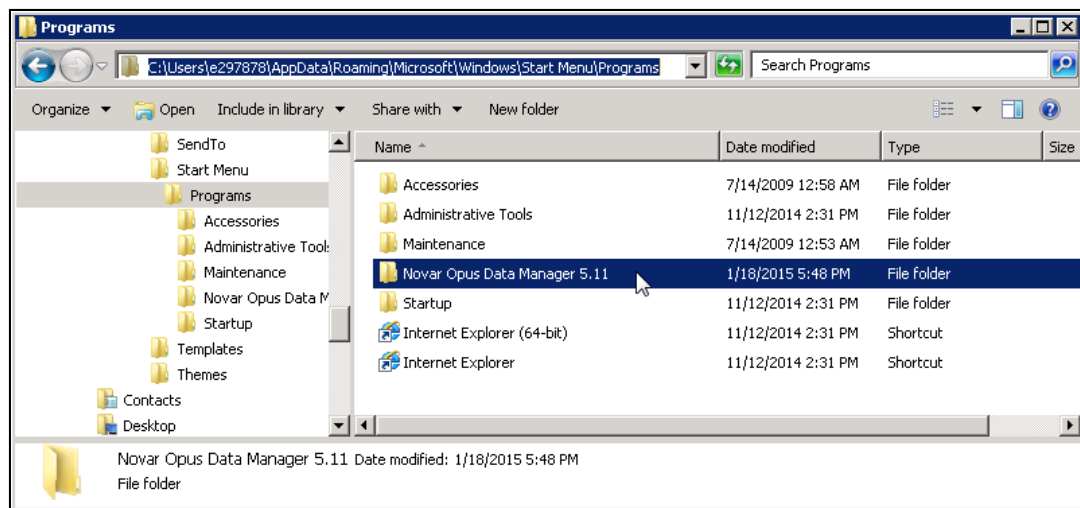 Programs
C:\Users\e297878\AppData\Roaming\Microsoft\Windows\Start Menu\Programs
Search Programs
Organize Open Include in library Share with New folder
SendTo
Start Menu
Programs
Accessories
Administrative Tool
Maintenance
Novar Opus Data M
Startup
Templates
Themes
Contacts
Desktop
Name Date modified Type Size
Accessories 7/14/2009 12:58 AM File folder
Administrative Tools 11/12/2014 2:31 PM File folder
Maintenance 7/14/2009 12:53 AM File folder
Novar Opus Data Manager 5.11 1/18/2015 5:48 PM File folder
Startup 11/12/2014 2:31 PM File folder
Internet Explorer (64-bit) 11/12/2014 2:31 PM Shortcut
Internet Explorer 11/12/2014 2:31 PM Shortcut
Novar Opus Data Manager 5.11 Date modified: 1/18/2015 5:48 PM
File folder